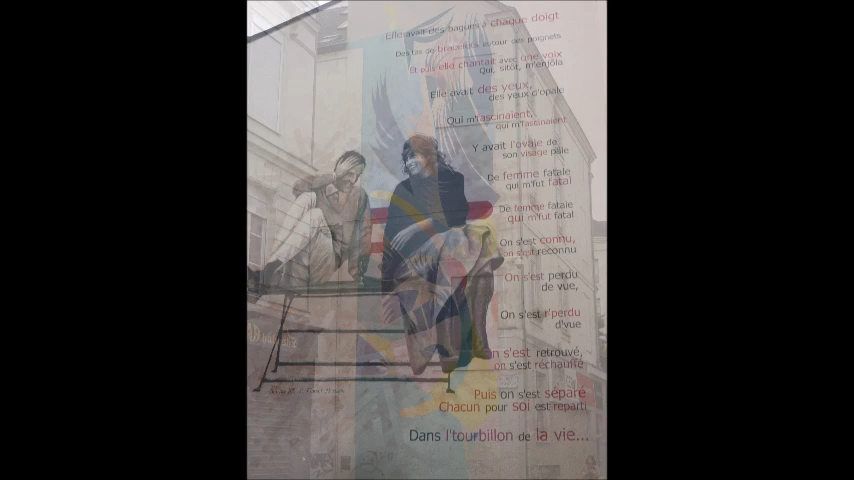 Elle avait des bagues à chaque doigt
Des tas de bracelets autour des poignets
Et puis elle chantait avec une voix
Qui, sitôt, m'enjôla
Elle avait des yeux,
des yeux d'opale
Qui m'fascinaient,
qui m'fascinaient
Y avait l'ovale de
son visage pâle
De femme fatale
qui m'fut fatal
De femme fatale
qui m'fut fatal
On s'est connu,
on s'est reconnu
On s'est perdu
de vue,
On s'est r'perdu
d'vue
On s'est retrouvé,
on s'est réchauffé
Puis on s'est séparé
Chacun pour SOI est reparti
Dans l'tourbillon de la vie...